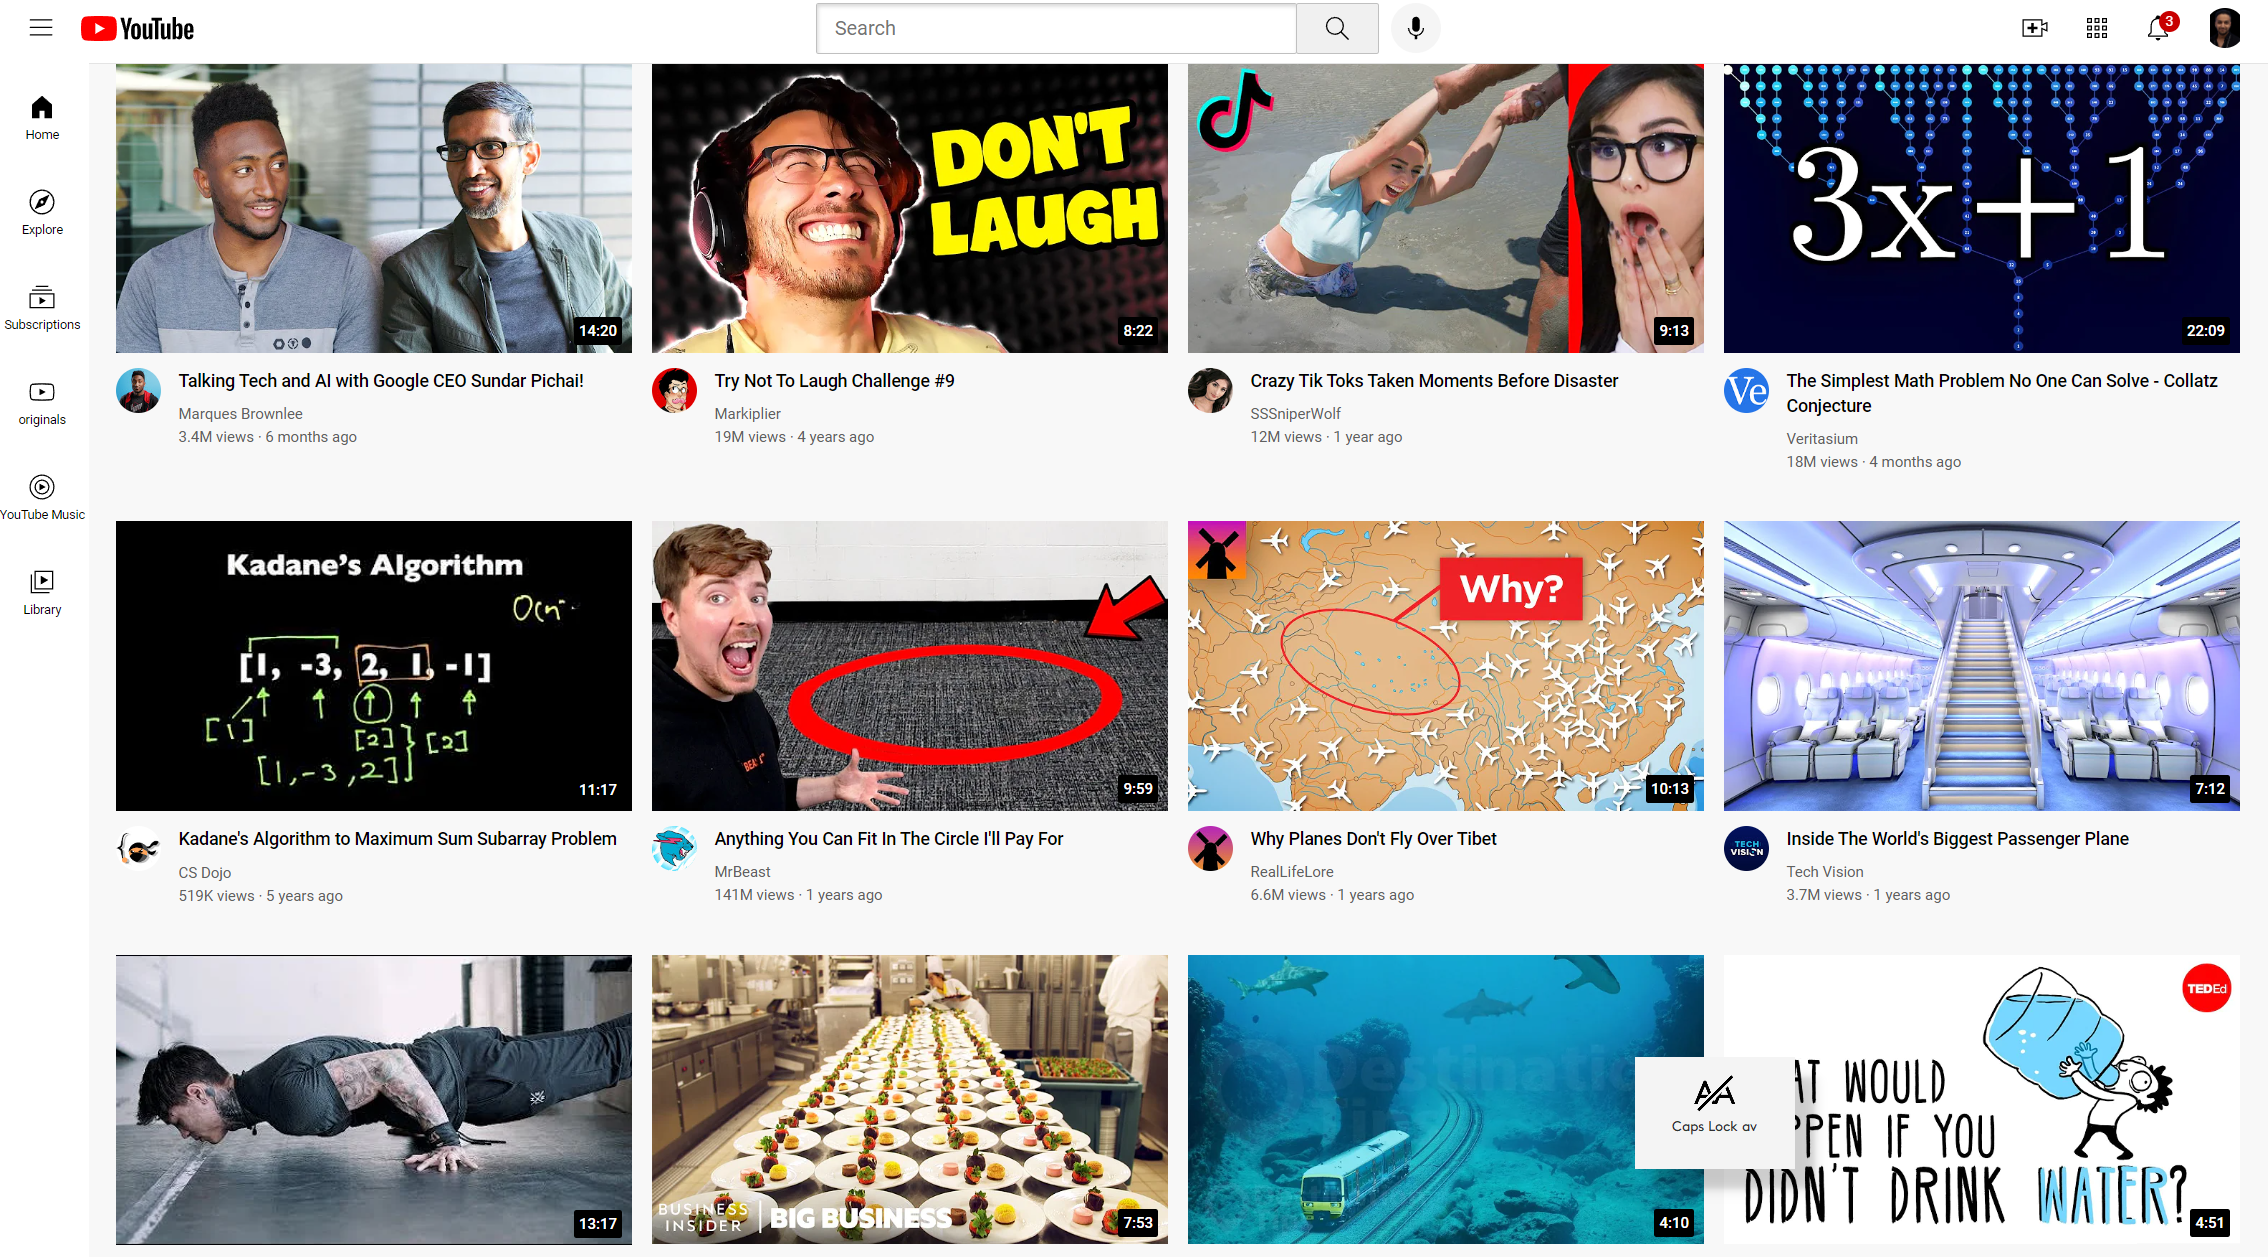 YouTube
Search
3
Home
Explore
Subscriptions
originals
YouTube Music
Library
14:20
Talking Tech and AI with Google CEO Sundar Pichai!
Marques Brownlee
3.4M views · 6 months ago
DON'T
LAUGH
8:22
Try Not To Laugh Challenge #9
Markiplier
19M views · 4 years ago
9:13
Crazy Tik Toks Taken Moments Before Disaster
SSSniperWolf
12M views · 1 year ago
3x+1
22:09
Ve
The Simplest Math Problem No One Can Solve - Collatz
Conjecture
Veritasium
18M views · 4 months ago
Kadane's Algorithm
[1, -3, 2, 1, -1]
[1]
[2]
[2]
[1,-3,2]
11:17
Kadane's Algorithm to Maximum Sum Subarray Problem
CS Dojo
519K views · 5 years ago
9:59
Anything You Can Fit In The Circle I'll Pay For
MrBeast
141M views · 1 years ago
Why?
10:13
Why Planes Don't Fly Over Tibet
RealLifeLore
6.6M views · 1 years ago
7:12
TECH
VISION
Inside The World's Biggest Passenger Plane
Tech Vision
3.7M views · 1 years ago
13:17
BUSINESS
INSIDER
BIG BUSINESS
7:53
4:10
Caps Lock av
TEDEd
WOULD
IF YOU
DIDN'T DRINK WATER?
4:51